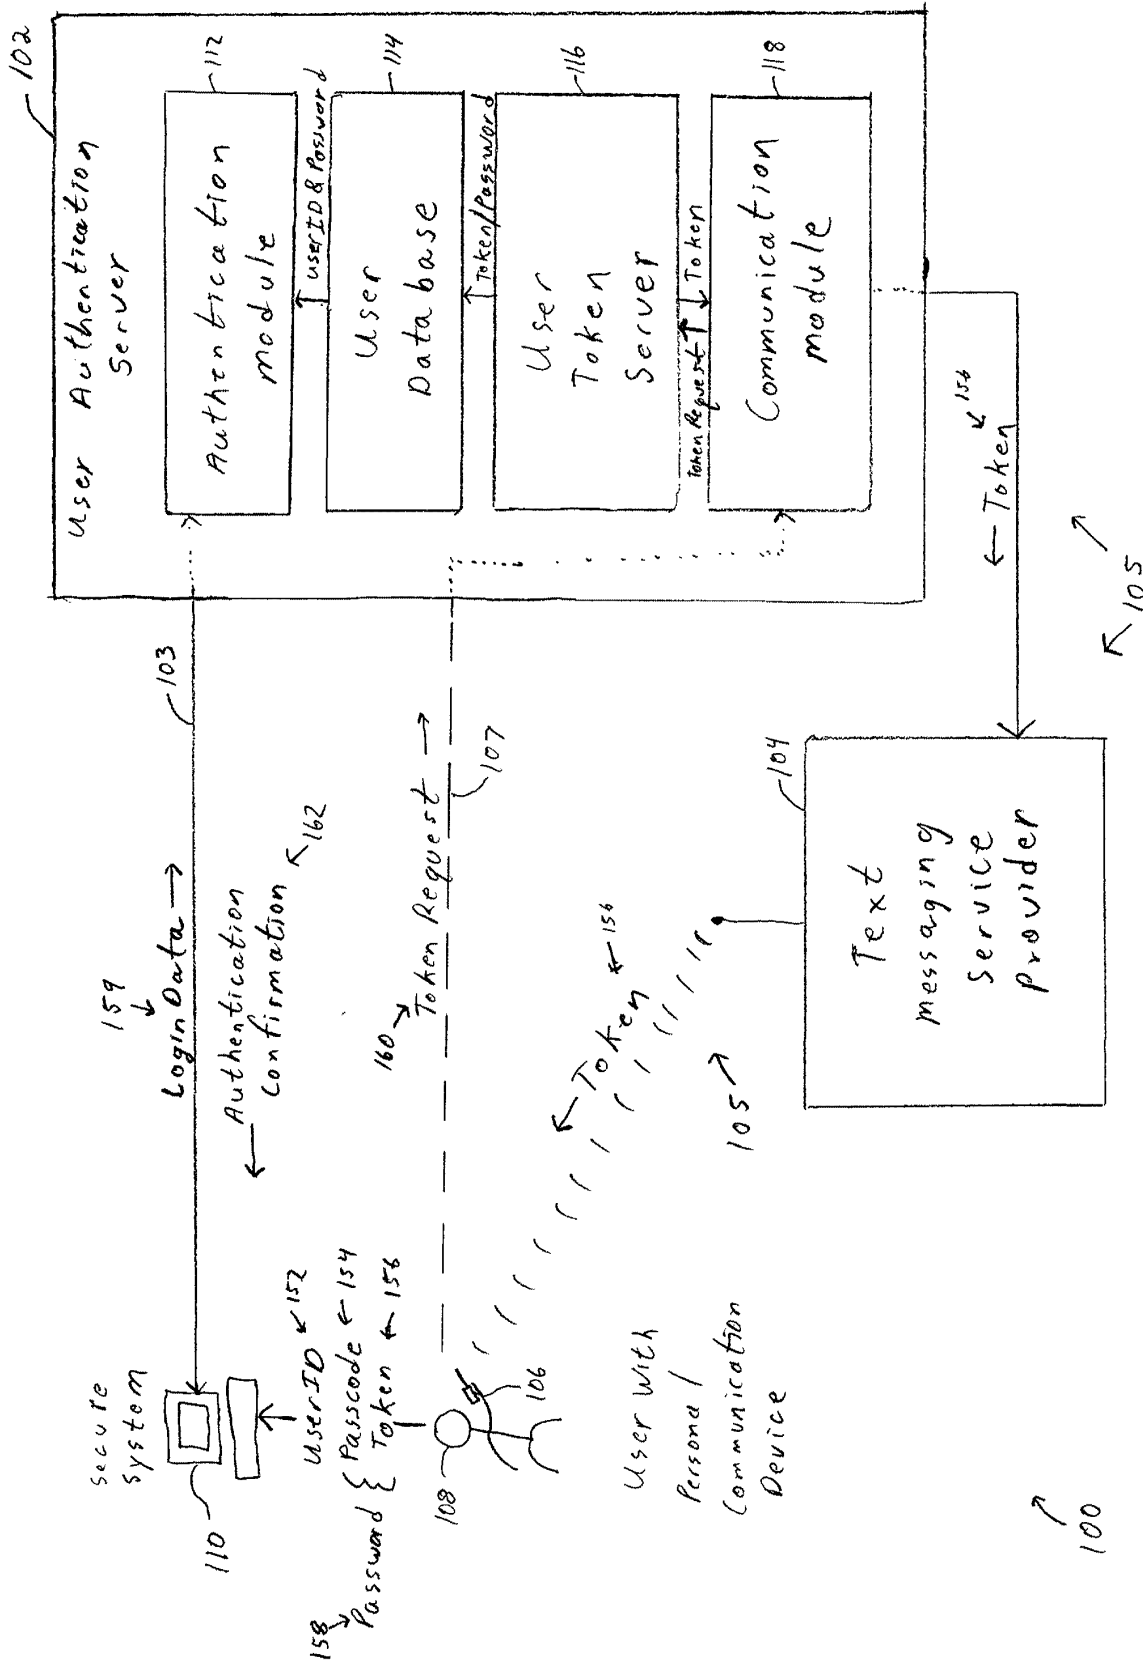 102
User Authentication
Server
112
Authentication
module
userID & Password
114
User
Database
Token/Password
116
User
Token
Server
Token Request
Token
118
Communication
module
103
159
Login Data
Authentication
Confirmation
162
160
Token Request
107
Token
156
105
104
Text
messaging
Service
Provider
Token
156
105
Secure
System
110
UserID 152
158
Password { Passcode 154
Token 156
108
106
User with
Personal
Communication
Device
100